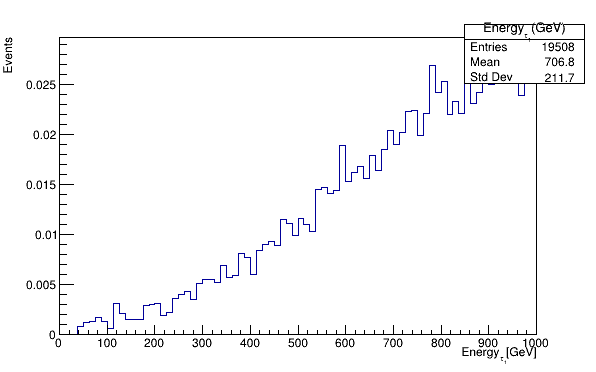 Energy_τ₁ (GeV)
Entries 19508
Mean 706.8
Std Dev 211.7
Events
0.025
0.02
0.015
0.01
0.005
0
0 100 200 300 400 500 600 700 800 900 1000
Energy_τ₁ [GeV]